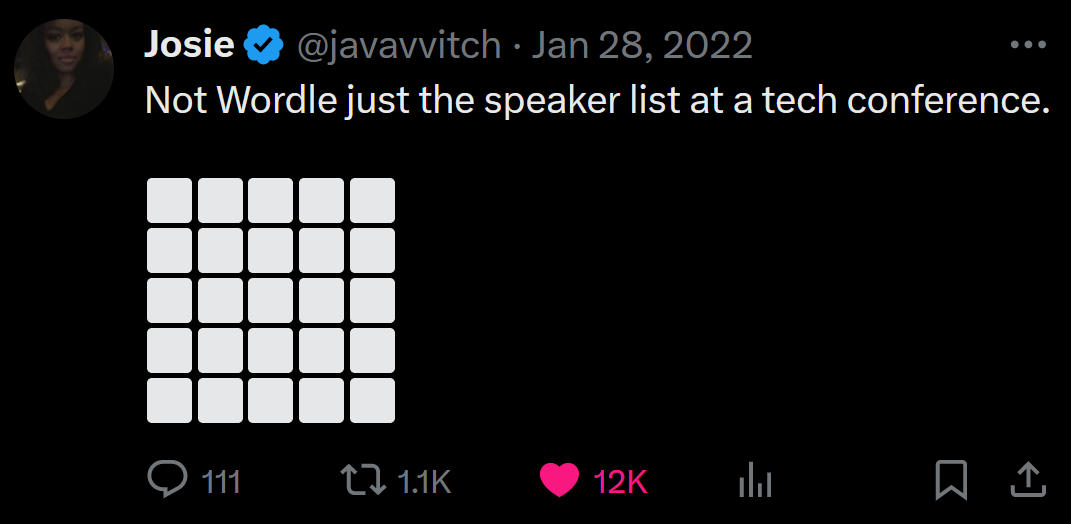 Josie @javavvitch · Jan 28, 2022
Not Wordle just the speaker list at a tech conference.
111 1.1K 12K